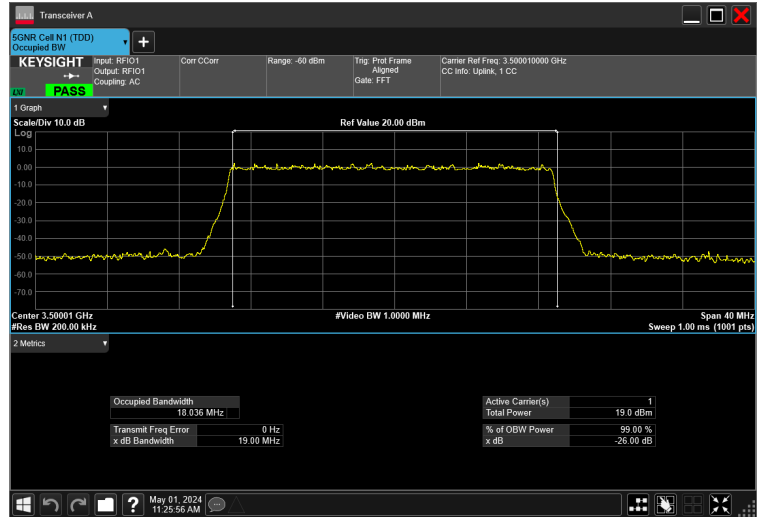 Transceiver A
5GNR Cell N1 (TDD)
Occupied BW
KEYSIGHT
LXI
PASS
Input: RFIO1
Output: RFIO1
Coupling: AC
Corr CCorr
Range: -60 dBm
Trig: Prot Frame
Aligned
Gate: FFT
Carrier Ref Freq: 3.500010000 GHz
CC Info: Uplink, 1 CC
1 Graph
Scale/Div 10.0 dB
Ref Value 20.00 dBm
Log
10.0
0.00
-10.0
-20.0
-30.0
-40.0
-50.0
-60.0
-70.0
Center 3.50001 GHz
#Video BW 1.0000 MHz
Span 40 MHz
#Res BW 200.00 kHz
Sweep 1.00 ms (1001 pts)
2 Metrics
Occupied Bandwidth
18.036 MHz
Transmit Freq Error 0 Hz
x dB Bandwidth 19.00 MHz
Active Carrier(s) 1
Total Power 19.0 dBm
% of OBW Power 99.00 %
x dB -26.00 dB
?
May 01, 2024
11:25:56 AM